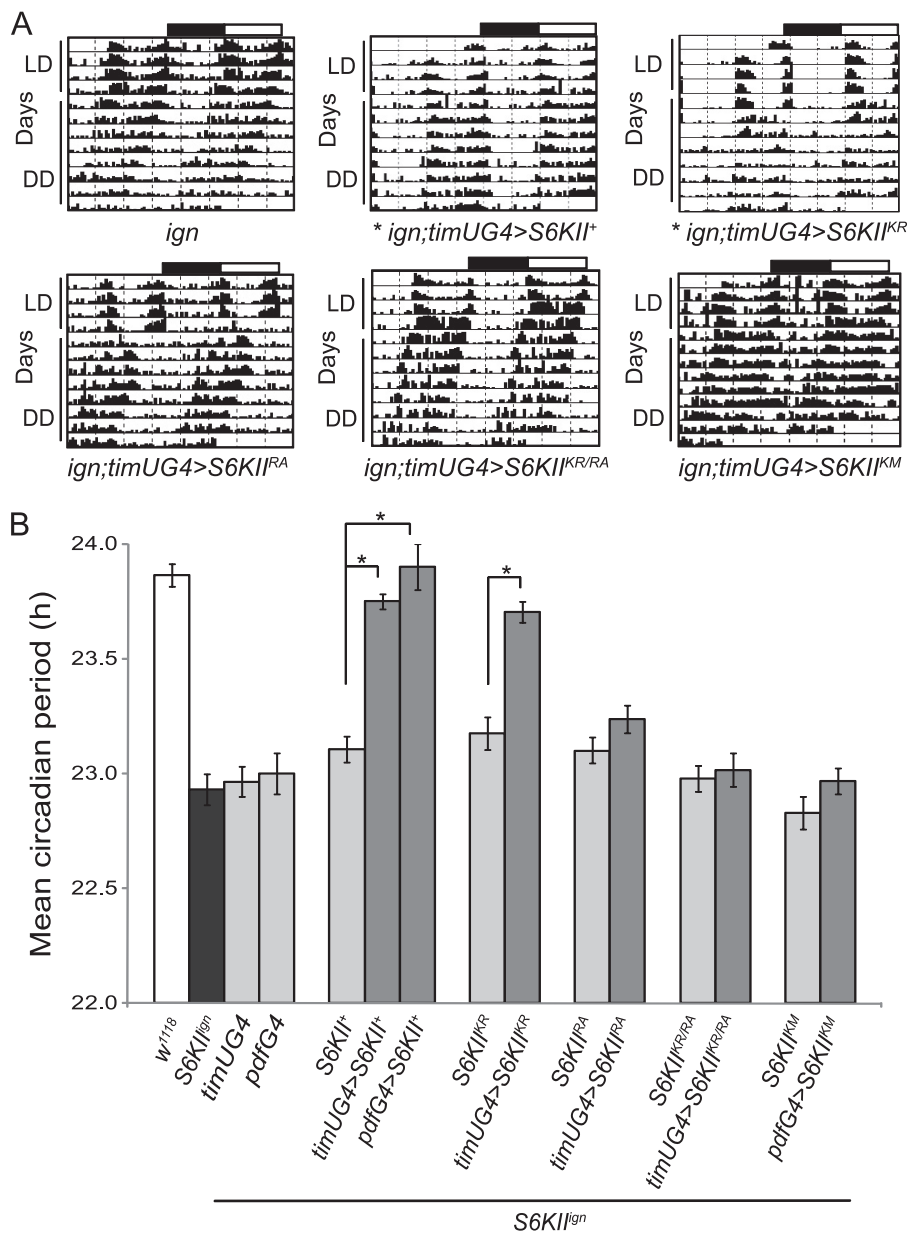 A
LD
Days
DD
ign
* ign;timUG4>S6KII+
LD
Days
DD
* ign;timUG4>S6KIIKR
LD
Days
DD
ign;timUG4>S6KIIRA
LD
Days
DD
ign;timUG4>S6KIIKR/RA
LD
Days
DD
ign;timUG4>S6KIIKM
LD
Days
DD
B
Mean circadian period (h)
24.0
23.5
23.0
22.5
22.0
*
*
*
w1118
S6KIIign
timUG4
pdfG4
S6KII+
timUG4>S6KII+
pdfG4>S6KII+
S6KIIKR
timUG4>S6KIIKR
S6KIIRA
timUG4>S6KIIRA
S6KIIKR/RA
timUG4>S6KIIKR/RA
S6KIIKM
pdfG4>S6KIIKM
S6KIIign